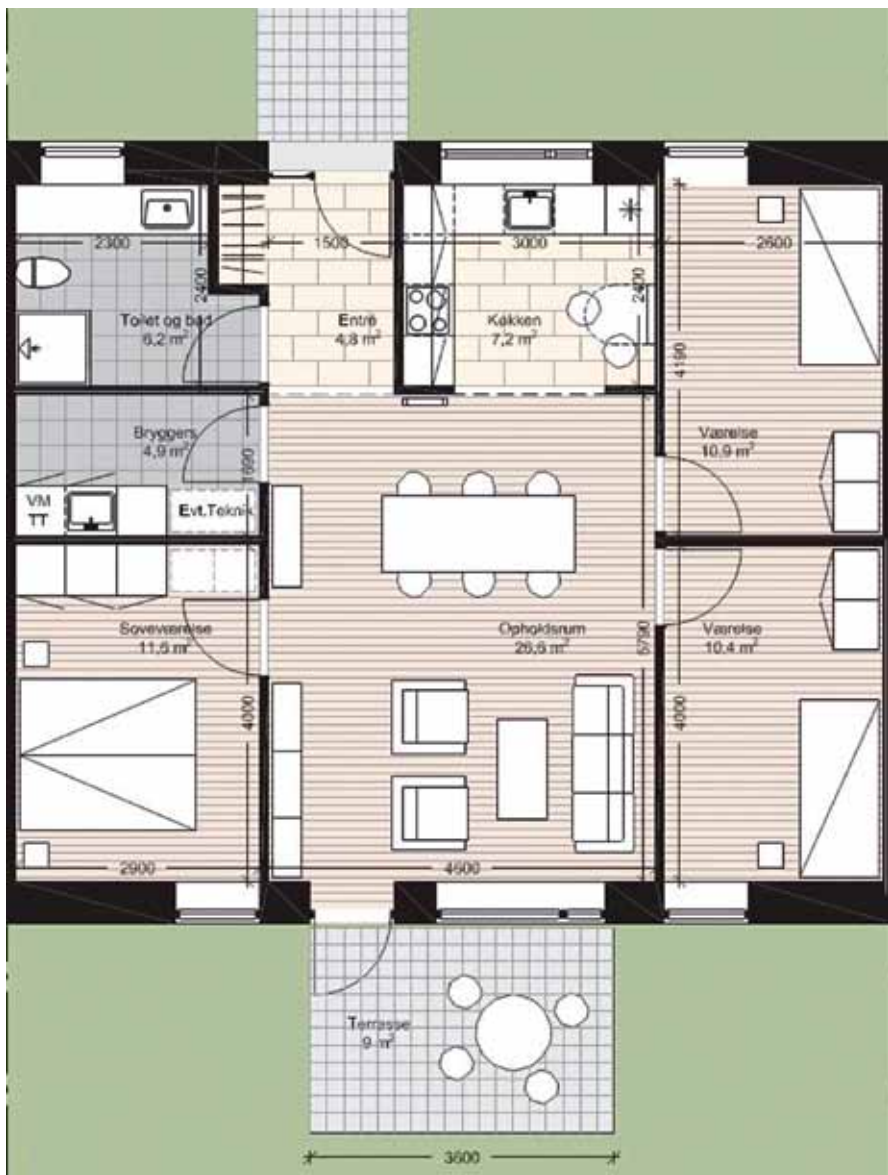 2300
1500
3000
2600
2400
2400
Toilet og bad
6,2 m²
Entré
4,8 m²
Køkken
7,2 m²
4190
Bryggers
4,9 m²
1690
Værelse
10,9 m²
VM
TT
Evt.Teknik
Soveværelse
11,6 m²
Opholdsrum
26,6 m²
5790
Værelse
10,4 m²
4000
4000
2900
4600
Terrasse
9 m²
3600